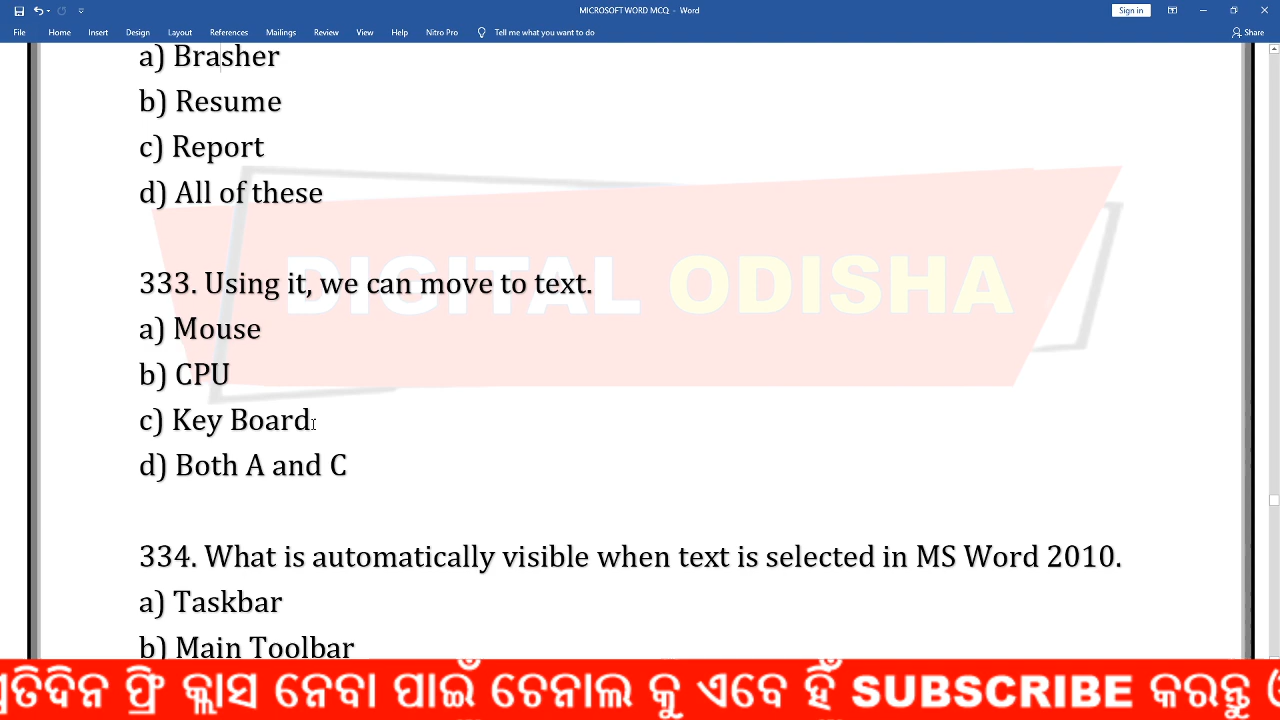 MICROSOFT WORD MCQ - Word
Sign in
File Home Insert Design Layout References Mailings Review View Help Nitro Pro Tell me what you want to do Share
a) Brasher
b) Resume
c) Report
d) All of these
333. Using it, we can move to text.
DIGITAL ODISHA
a) Mouse
b) CPU
c) Key Board
d) Both A and C
334. What is automatically visible when text is selected in MS Word 2010.
a) Taskbar
b) Main Toolbar
ପ୍ରତିଦିନ ଫ୍ରି କ୍ଲାସ ନେବା ପାଇଁ ଚେନାଲ କୁ ଏବେ ହିଁ SUBSCRIBE କରନ୍ତୁ